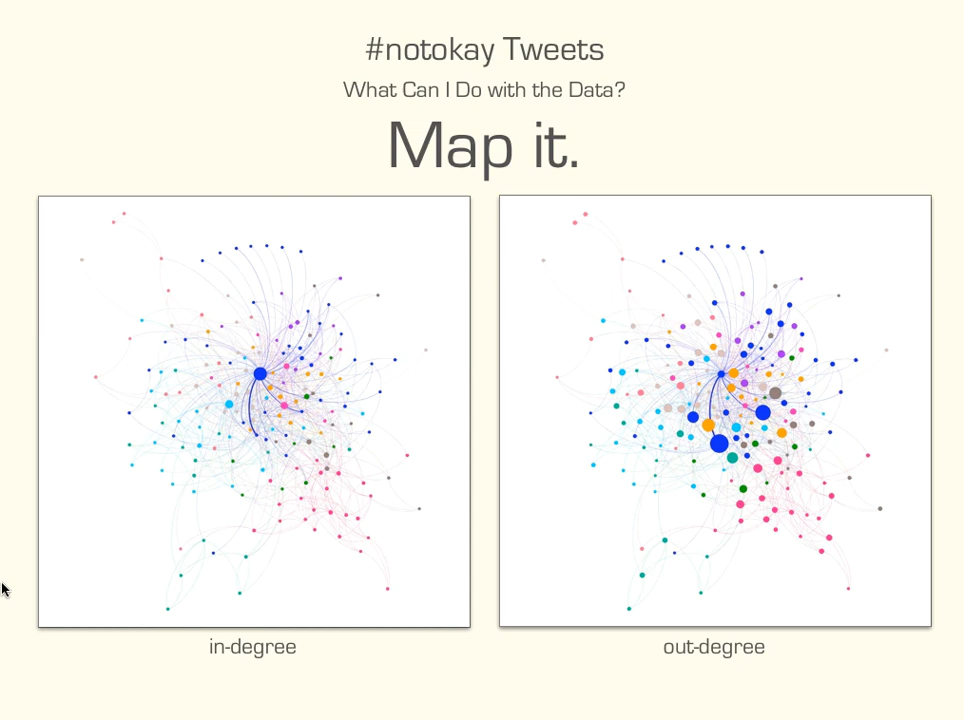 #notokay Tweets
What Can I Do with the Data?
Map it.
in-degree
out-degree